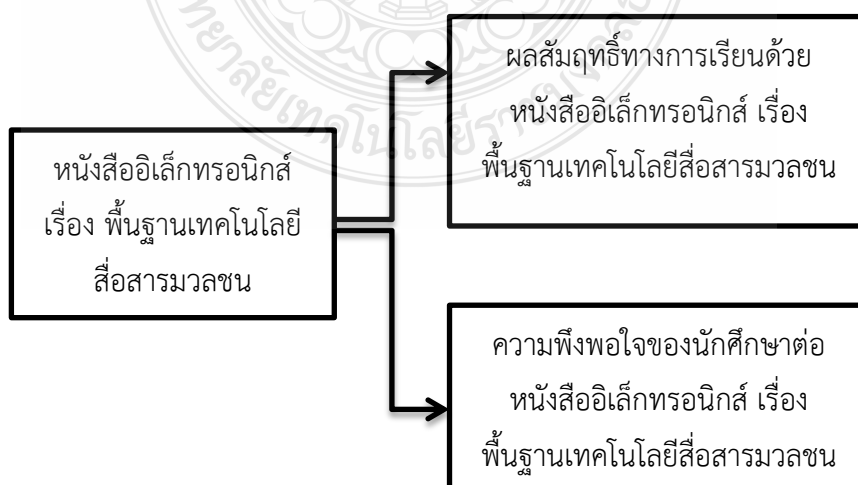 ผลสัมฤทธิ์ทางการเรียนด้วย
หนังสืออิเล็กทรอนิกส์ เรื่อง
พื้นฐานเทคโนโลยีสื่อสารมวลชน
หนังสืออิเล็กทรอนิกส์
เรื่อง พื้นฐานเทคโนโลยี
สื่อสารมวลชน
ความพึงพอใจของนักศึกษาต่อ
หนังสืออิเล็กทรอนิกส์ เรื่อง
พื้นฐานเทคโนโลยีสื่อสารมวลชน